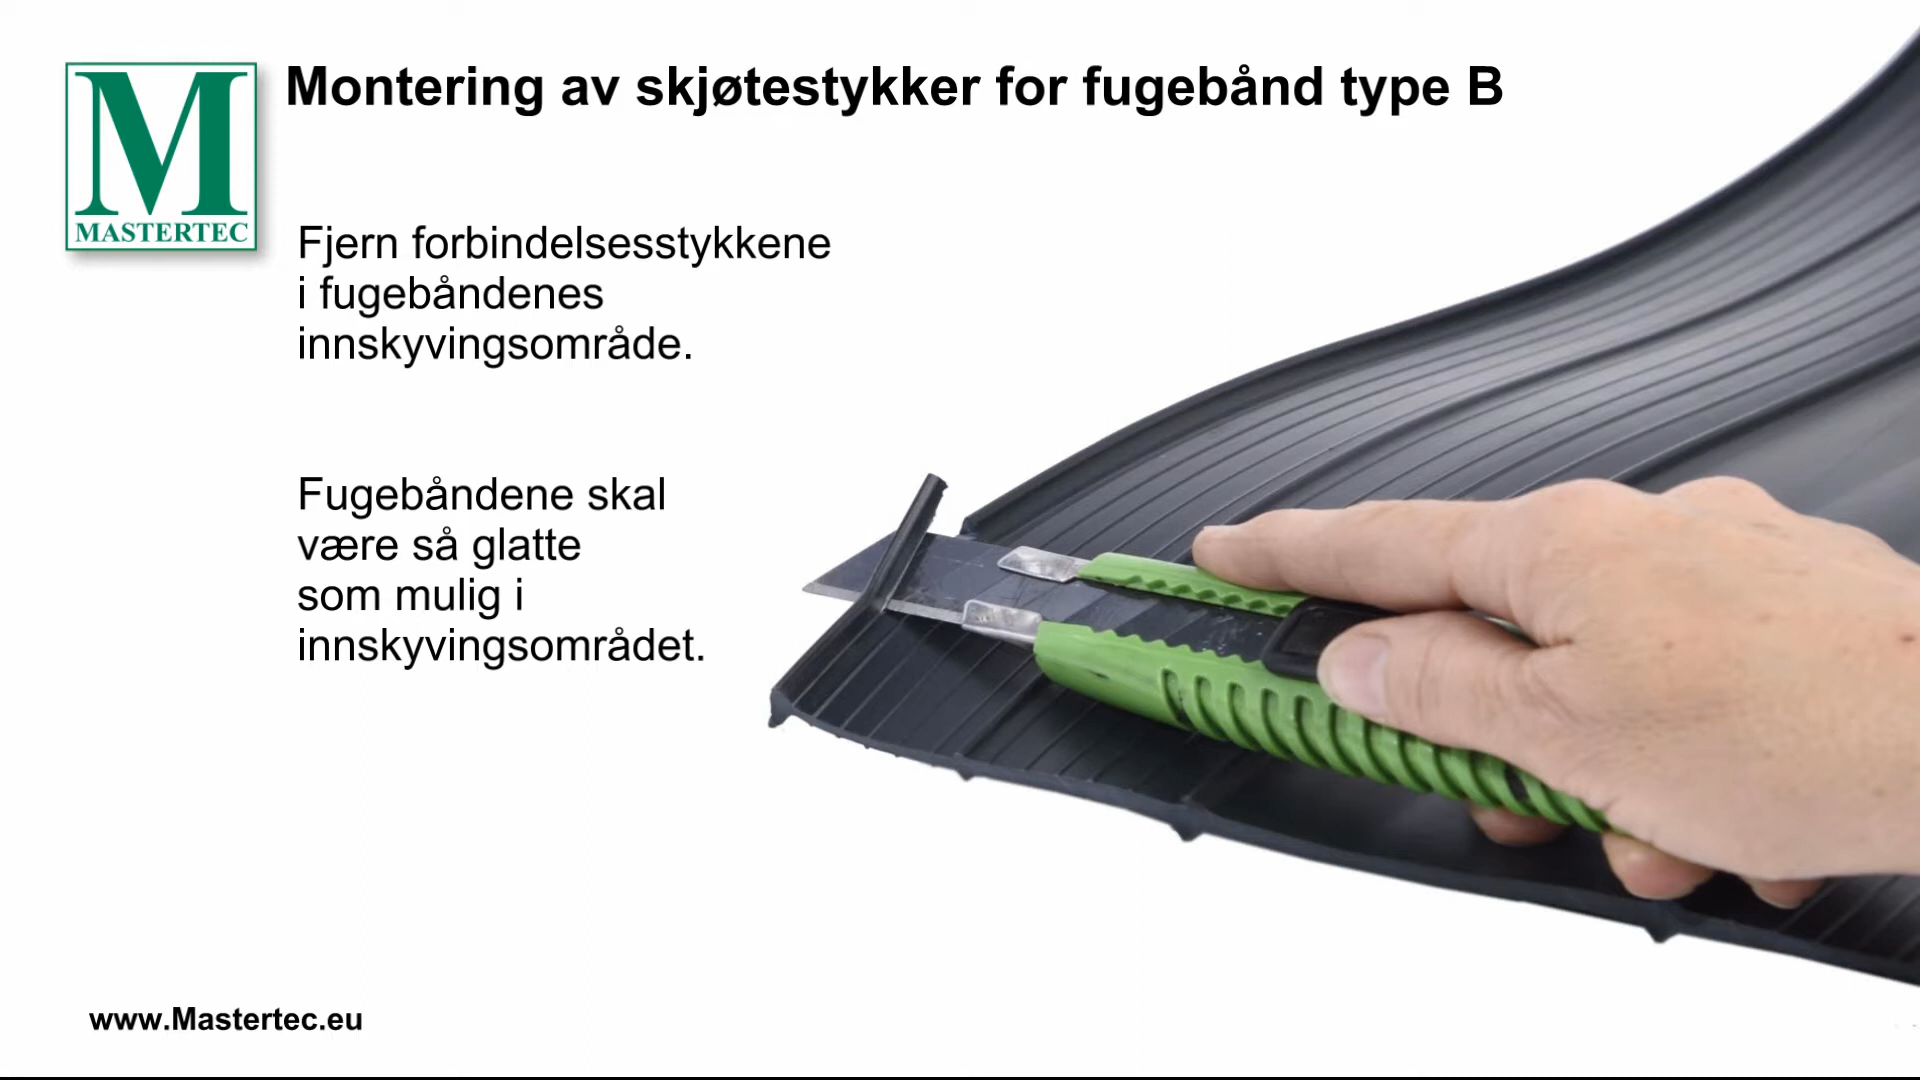 M
MASTERTEC
Montering av skjøtestykker for fugebånd type B
Fjern forbindelsesstykkene
i fugebåndenes
innskyvingsområde.
Fugebåndene skal
være så glatte
som mulig i
innskyvingsområdet.
www.Mastertec.eu